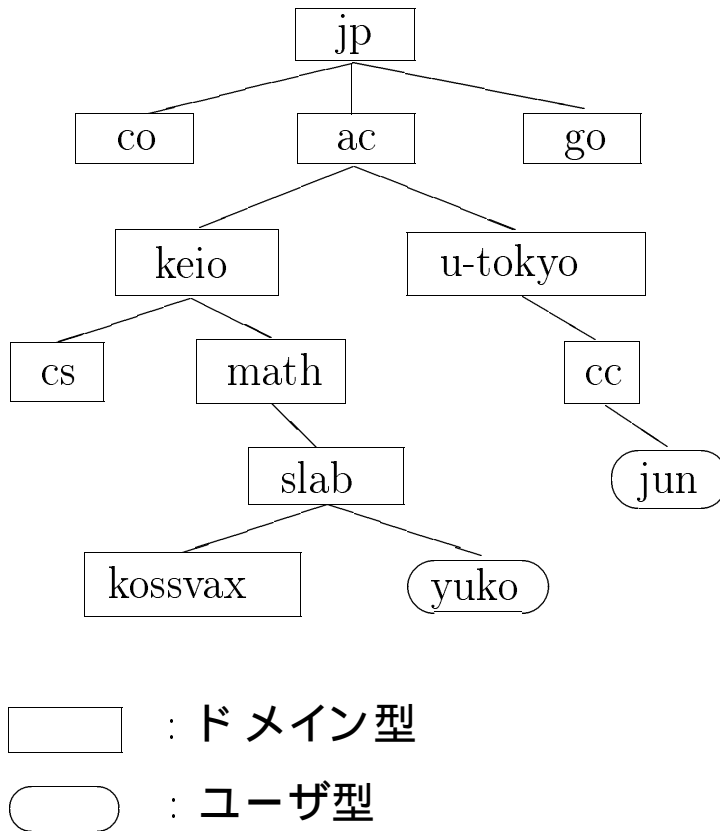 jp
co ac go
keio u-tokyo
cs math cc
slab jun
kossvax yuko
: ドメイン型
: ユーザ型